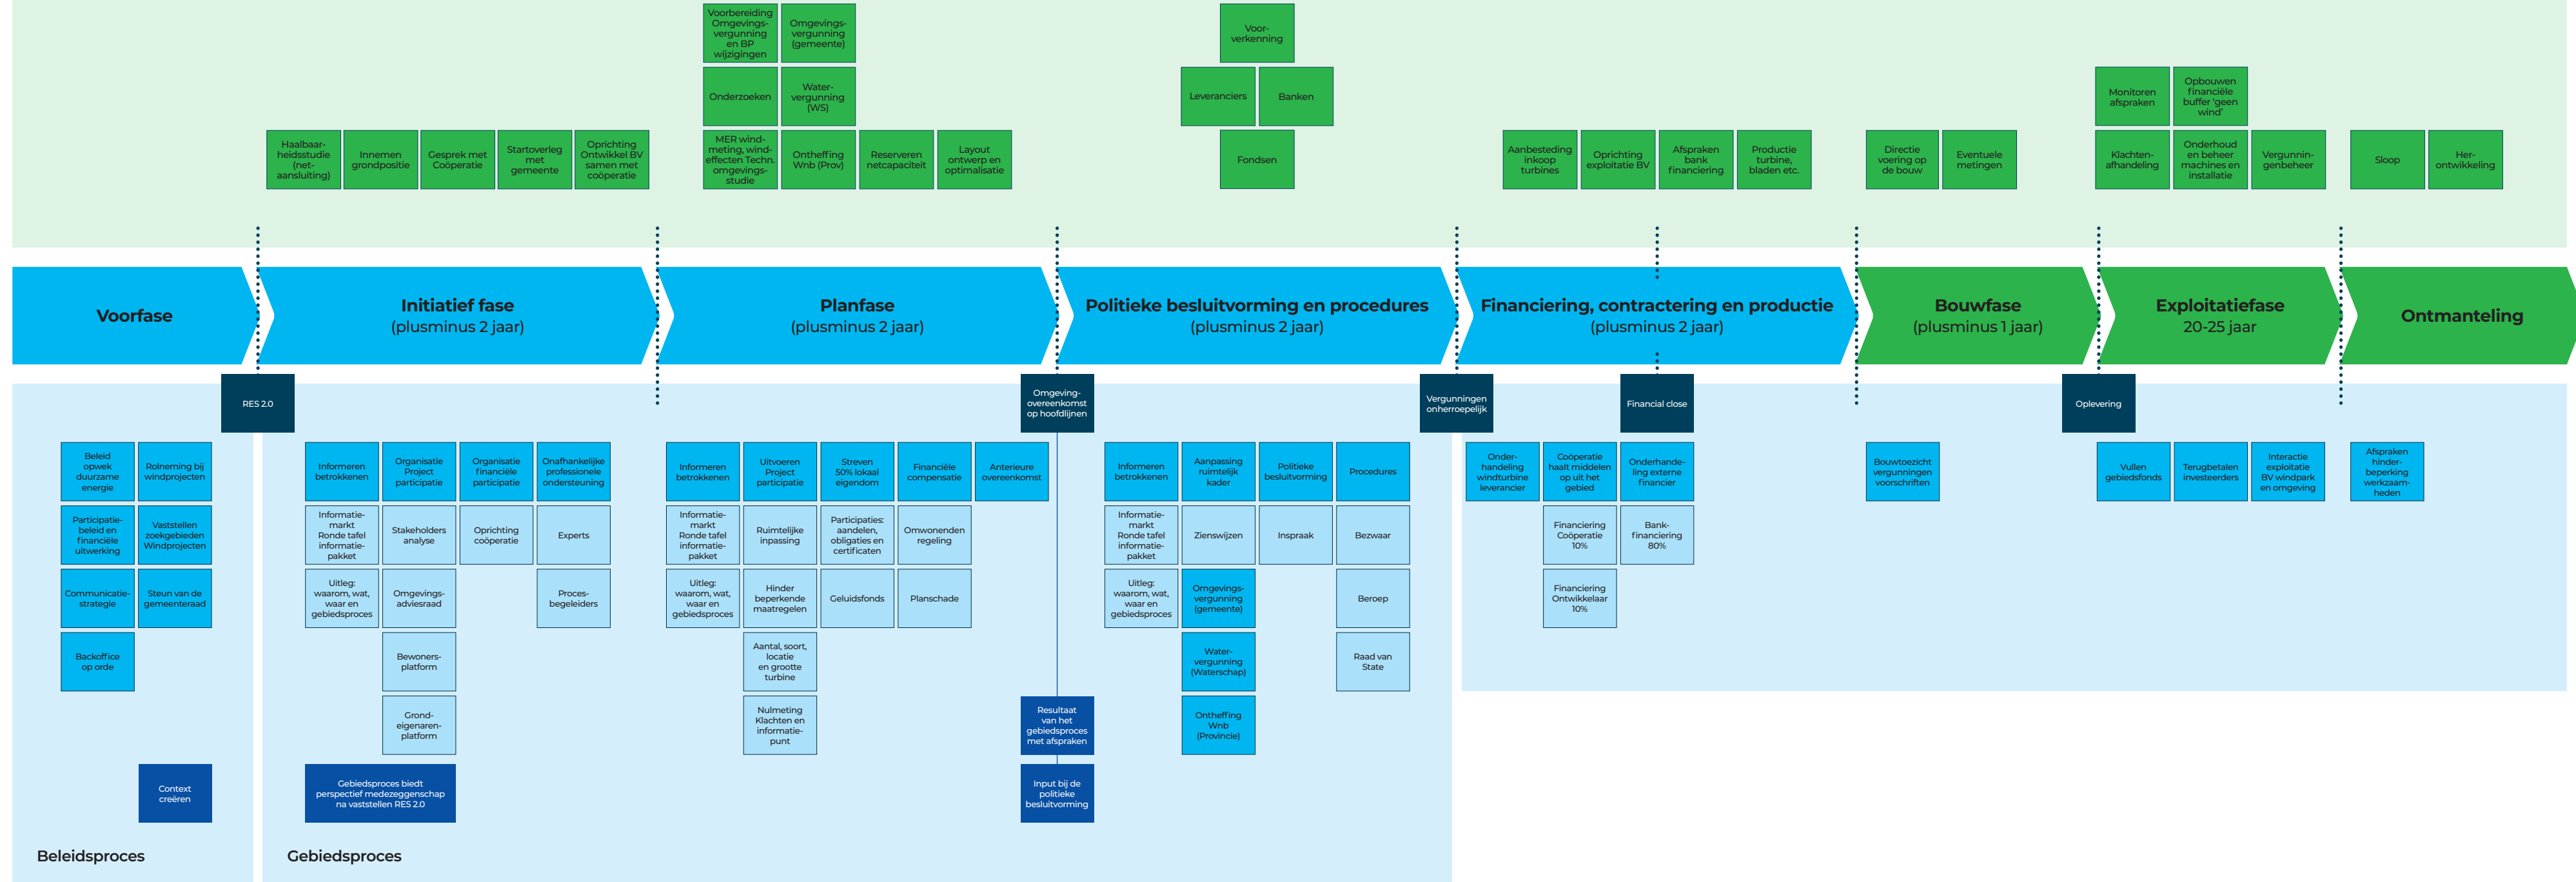 Voorbereiding
Omgevings-
vergunning
en BP
wijzigingen
Omgevings-
vergunning
(gemeente)
Onderzoeken
Water-
vergunning
(WS)
Voor-
verkenning
Leveranciers
Banken
Fondsen
Haalbaar-
heidsstudie
(net-
aansluiting)
Innemen
grondpositie
Gesprek met
Coöperatie
Startoverleg
met
gemeente
Oprichting
Ontwikkel BV
samen met
coöperatie
MER wind-
meting, wind-
effecten Techn.
omgevings-
studie
Ontheffing
Wnb (Prov)
Reserveren
netcapaciteit
Layout
ontwerp en
optimalisatie
Aanbesteding
inkoop
turbines
Oprichting
exploitatie BV
Afspraken
bank
financiering
Productie
turbine,
bladen etc.
Directie
voering op
de bouw
Eventuele
metingen
Monitoren
afspraken
Opbouwen
financiële
buffer ‘geen
wind’
Klachten-
afhandeling
Onderhoud
en beheer
machines en
installatie
Vergunnin-
genbeheer
Sloop
Her-
ontwikkeling
Voorfase
Initiatief fase
(plusminus 2 jaar)
Planfase
(plusminus 2 jaar)
Politieke besluitvorming en procedures
(plusminus 2 jaar)
Financiering, contractering en productie
(plusminus 2 jaar)
Bouwfase
(plusminus 1 jaar)
Exploitatiefase
20-25 jaar
Ontmanteling
RES 2.0
Omgeving-
overeenkomst
op hoofdlijnen
Vergunningen
onherroepelijk
Financial close
Oplevering
Beleid
opwek
duurzame
energie
Rolneming bij
windprojecten
Participatie-
beleid en
financiële
uitwerking
Vaststellen
zoekgebieden
Windprojecten
Communicatie-
strategie
Steun van de
gemeenteraad
Backoffice
op orde
Context
creëren
Beleidsproces
Informeren
betrokkenen
Organisatie
Project
participatie
Organisatie
financiële
participatie
Onafhankelijke
professionele
ondersteuning
Informatie-
markt
Ronde tafel
informatie-
pakket
Stakeholders
analyse
Oprichting
coöperatie
Experts
Uitleg:
waarom, wat,
waar en
gebiedsproces
Omgevings-
adviesraad
Proces-
begeleiders
Bewoners-
platform
Grond-
eigenaren-
platform
Gebiedsproces biedt
perspectief medezeggenschap
na vaststellen RES 2.0
Gebiedsproces
Informeren
betrokkenen
Uitvoeren
Project
participatie
Streven
50% lokaal
eigendom
Financiële
compensatie
Anterieure
overeenkomst
Informatie-
markt
Ronde tafel
informatie-
pakket
Ruimtelijke
inpassing
Participaties:
aandelen,
obligaties en
certificaten
Omwonenden
regeling
Uitleg:
waarom, wat,
waar en
gebiedsproces
Hinder
beperkende
maatregelen
Geluidsfonds
Planschade
Aantal, soort,
locatie
en grootte
turbine
Nulmeting
Klachten en
informatie-
punt
Resultaat
van het
gebiedsproces
met afspraken
Input bij de
politieke
besluitvorming
Informeren
betrokkenen
Aanpassing
ruimtelijk
kader
Politieke
besluitvorming
Procedures
Informatie-
markt
Ronde tafel
informatie-
pakket
Zienswijzen
Inspraak
Bezwaar
Uitleg:
waarom, wat,
waar en
gebiedsproces
Omgevings-
vergunning
(gemeente)
Beroep
Water-
vergunning
(Waterschap)
Raad van
State
Ontheffing
Wnb
(Provincie)
Onder-
handeling
windturbine
leverancier
Coöperatie
haalt middelen
op uit het
gebied
Onderhande-
ling externe
financier
Financiering
Coöperatie
10%
Bank-
financiering
80%
Financiering
Ontwikkelaar
10%
Bouwtoezicht
vergunningen
voorschriften
Vullen
gebiedsfonds
Terugbetalen
investeerders
Interactie
exploitatie
BV windpark
en omgeving
Afspraken
hinder-
beperking
werkzaam-
heden